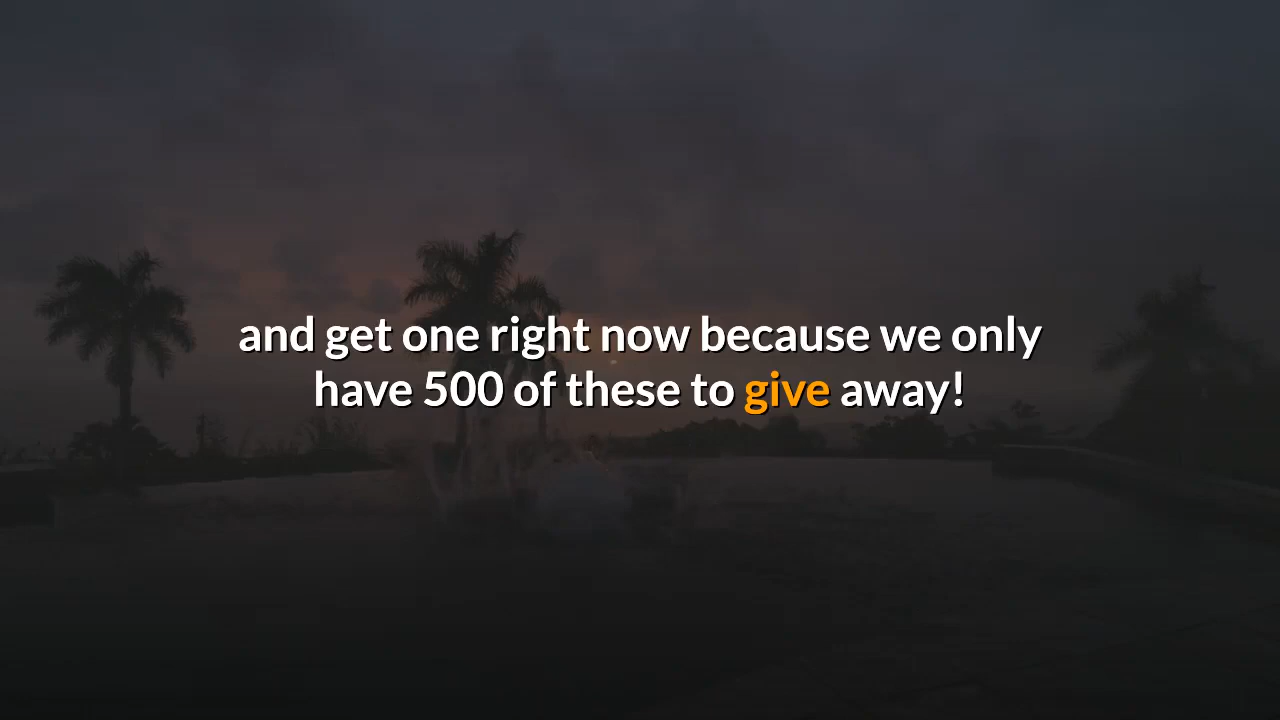 and get one right now because we only
have 500 of these to give away!